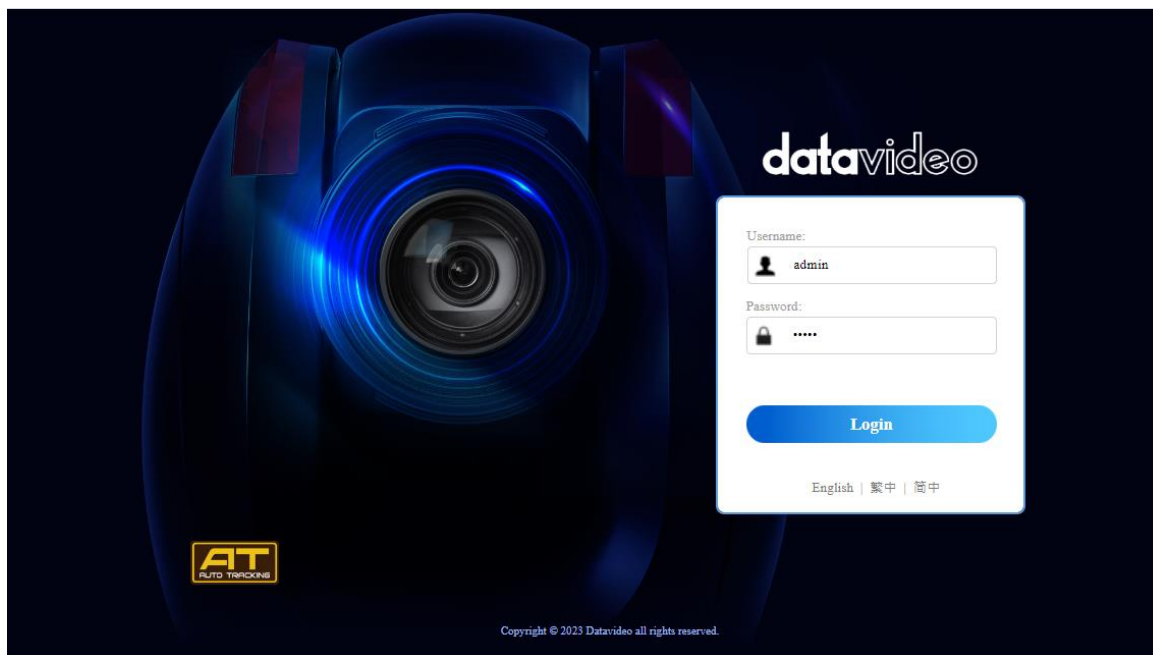 datavideo
Username:
admin
Password:
•••••
Login
English | 繁中 | 简中
AT
AUTO TRACKING
Copyright © 2023 Datavideo all rights reserved.